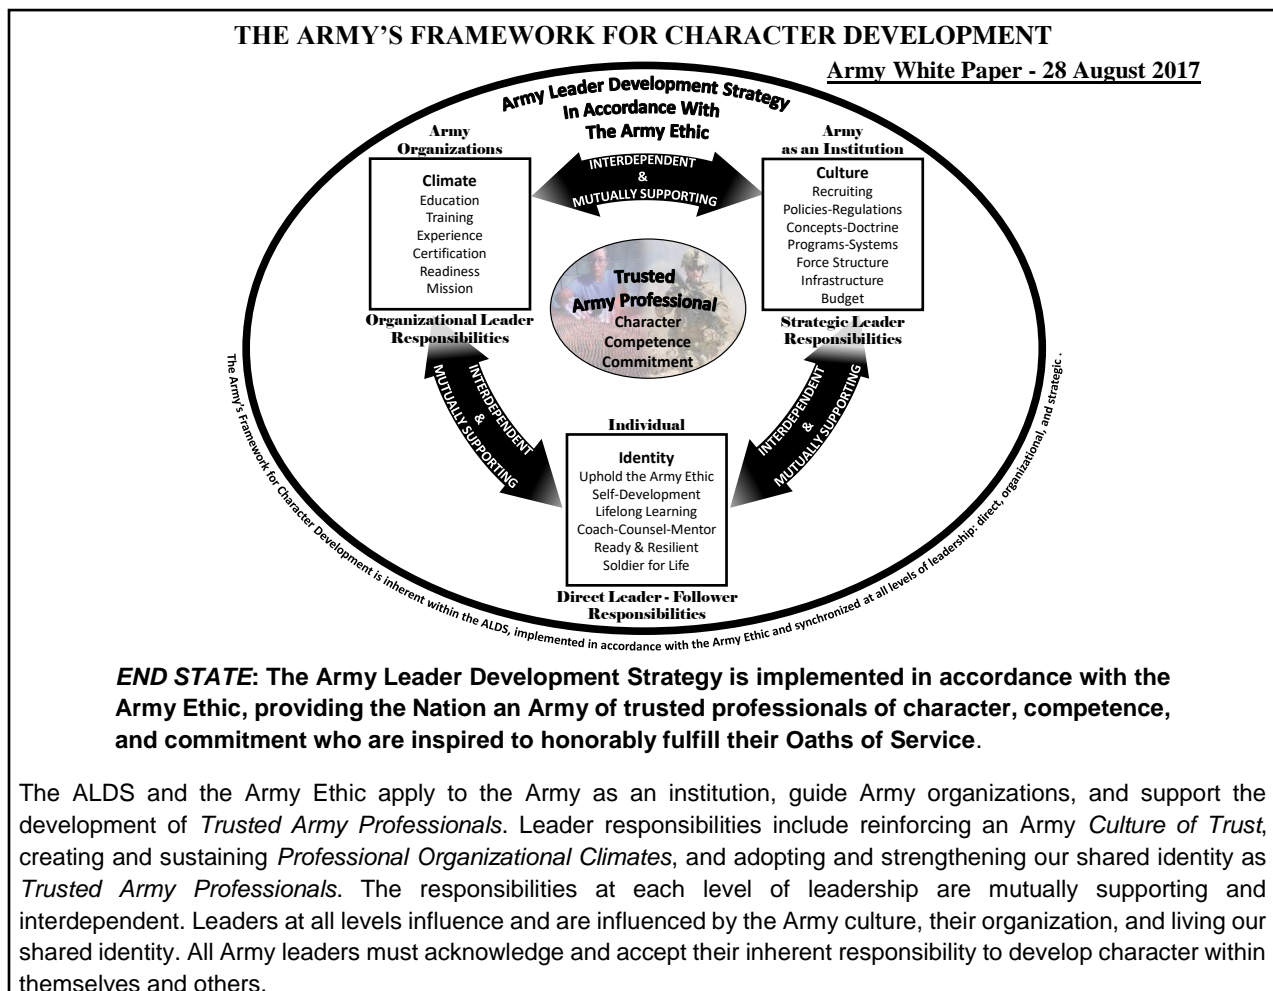 THE ARMY’S FRAMEWORK FOR CHARACTER DEVELOPMENT
Army White Paper - 28 August 2017
Army Leader Development Strategy
In Accordance With
The Army Ethic
Army
Organizations
Climate
Education
Training
Experience
Certification
Readiness
Mission
Organizational Leader
Responsibilities
INTERDEPENDENT
&
MUTUALLY SUPPORTING
Army
as an Institution
Culture
Recruiting
Policies-Regulations
Concepts-Doctrine
Programs-Systems
Force Structure
Infrastructure
Budget
Strategic Leader
Responsibilities
Trusted
Army Professional
Character
Competence
Commitment
INTERDEPENDENT
&
MUTUALLY SUPPORTING
INTERDEPENDENT
&
MUTUALLY SUPPORTING
Individual
Identity
Uphold the Army Ethic
Self-Development
Lifelong Learning
Coach-Counsel-Mentor
Ready & Resilient
Soldier for Life
Direct Leader - Follower
Responsibilities
The Army’s Framework for Character Development is inherent within the ALDS, implemented in accordance with the Army Ethic and synchronized at all levels of leadership: direct, organizational, and strategic .
END STATE: The Army Leader Development Strategy is implemented in accordance with the
Army Ethic, providing the Nation an Army of trusted professionals of character, competence,
and commitment who are inspired to honorably fulfill their Oaths of Service.
The ALDS and the Army Ethic apply to the Army as an institution, guide Army organizations, and support the
development of Trusted Army Professionals. Leader responsibilities include reinforcing an Army Culture of Trust,
creating and sustaining Professional Organizational Climates, and adopting and strengthening our shared identity as
Trusted Army Professionals. The responsibilities at each level of leadership are mutually supporting and
interdependent. Leaders at all levels influence and are influenced by the Army culture, their organization, and living our
shared identity. All Army leaders must acknowledge and accept their inherent responsibility to develop character within
themselves and others.